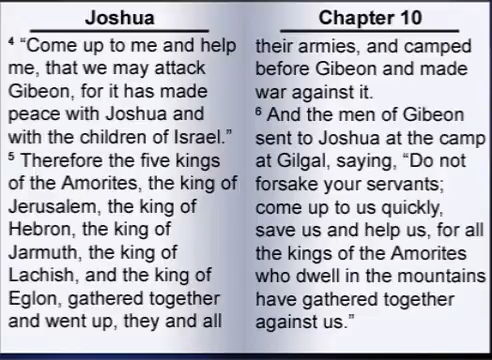 Joshua
⁴ “Come up to me and help
me, that we may attack
Gibeon, for it has made
peace with Joshua and
with the children of Israel.”
⁵ Therefore the five kings
of the Amorites, the king of
Jerusalem, the king of
Hebron, the king of
Jarmuth, the king of
Lachish, and the king of
Eglon, gathered together
and went up, they and all
Chapter 10
their armies, and camped
before Gibeon and made
war against it.
⁶ And the men of Gibeon
sent to Joshua at the camp
at Gilgal, saying, “Do not
forsake your servants;
come up to us quickly,
save us and help us, for all
the kings of the Amorites
who dwell in the mountains
have gathered together
against us.”